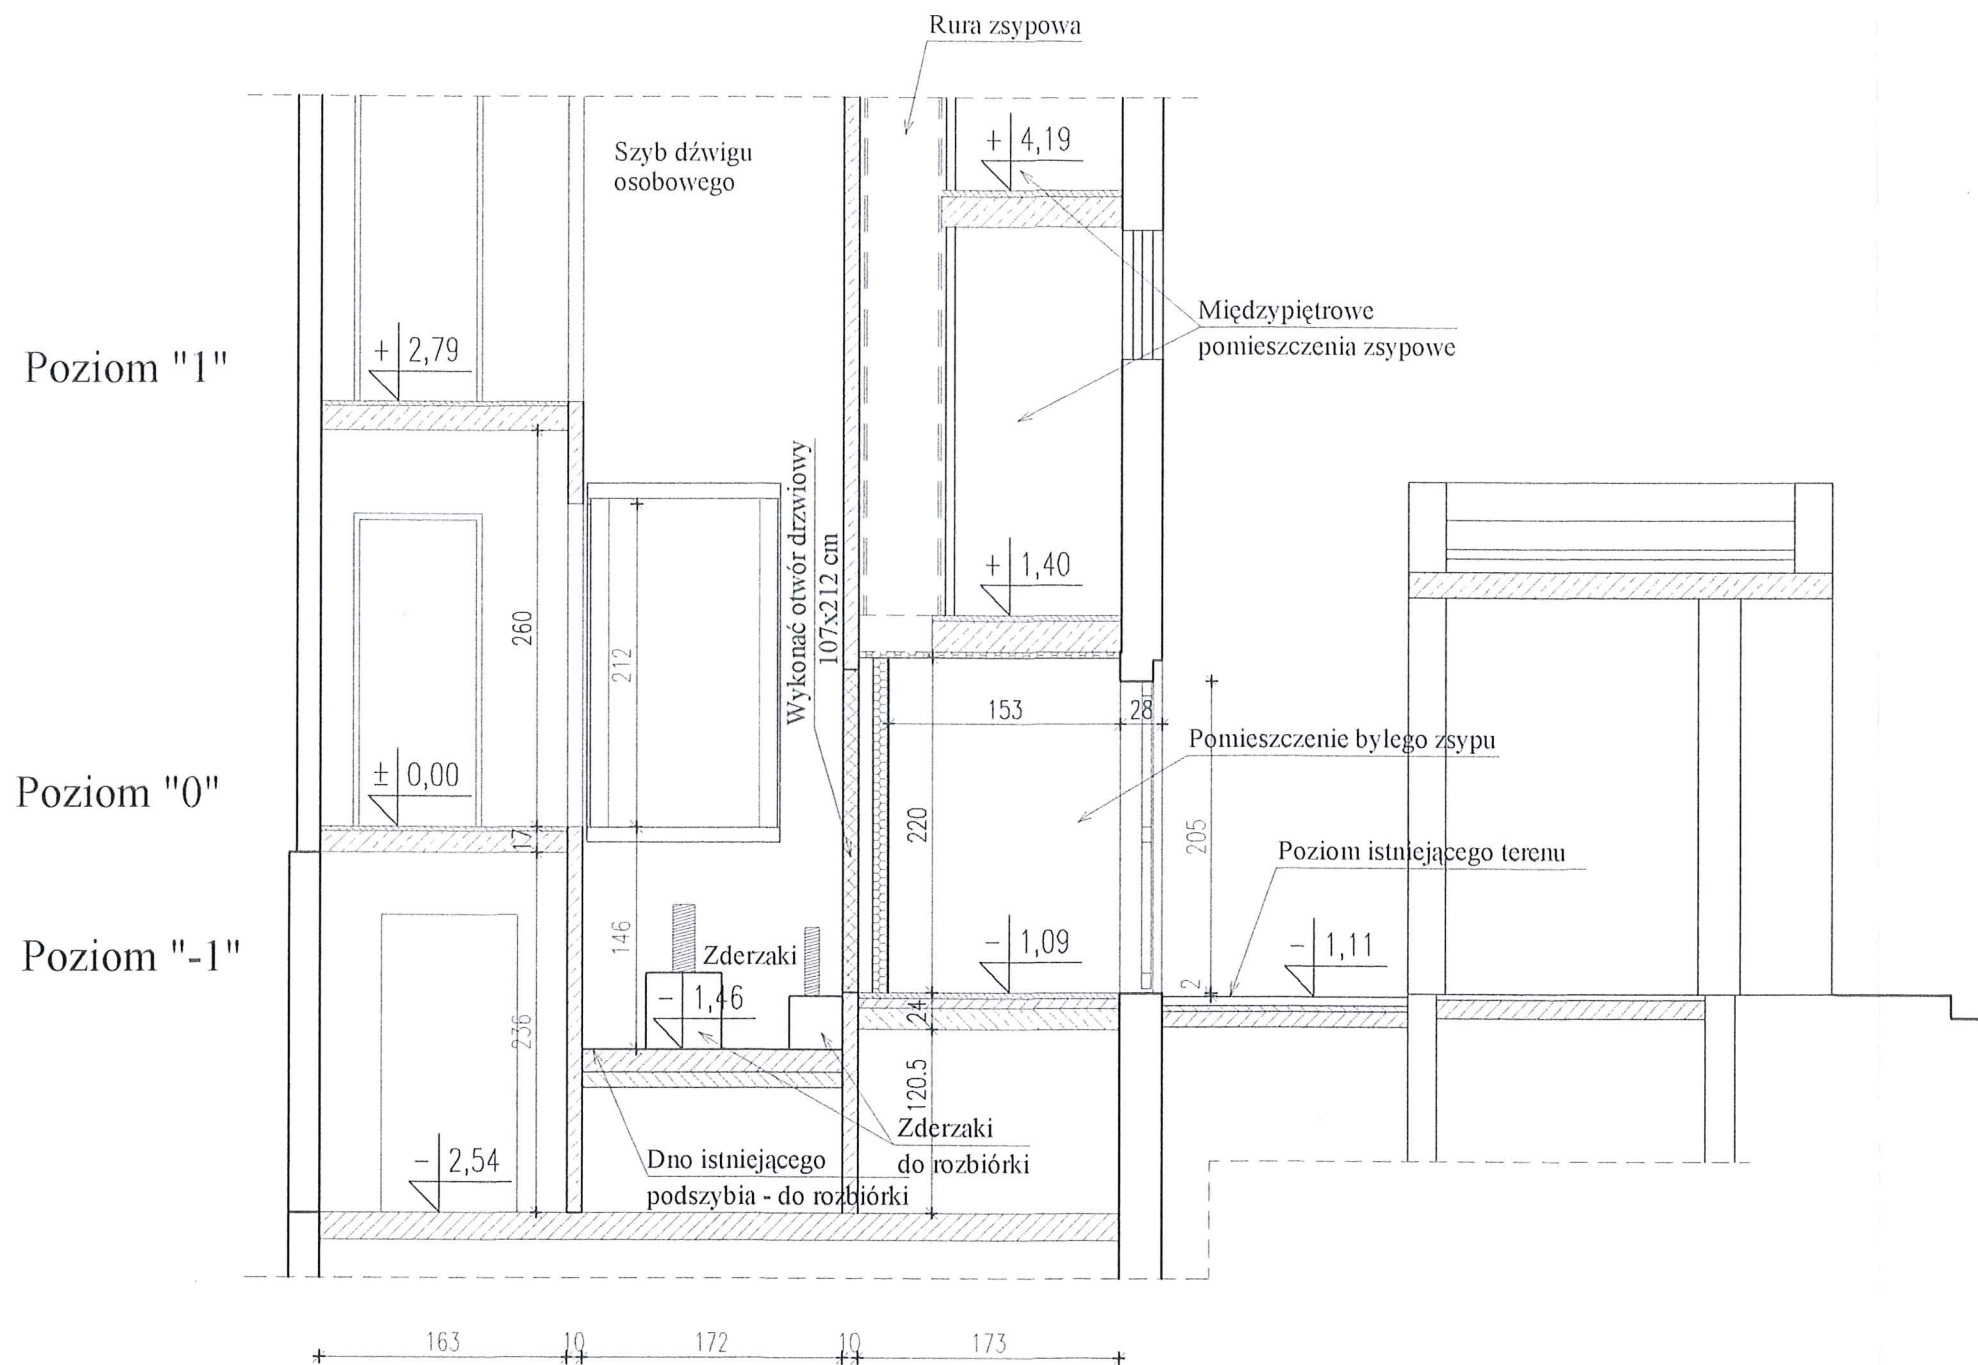 Rura zsypowa
Szyb dźwigu
osobowego
+ 4,19
Międzypiętrowe
pomieszczenia zsypowe
Poziom "1"
+ 2,79
Wykonać otwór drzwiowy
107x212 cm
+ 1,40
260
212
153
28
Pomieszczenie bylego zsypu
Poziom "0"
± 0,00
17
220
205
Poziom istniejącego terenu
Poziom "-1"
146
Zderzaki
- 1,46
- 1,09
- 1,11
2
24
236
120.5
Zderzaki
do rozbiórki
Dno istniejącego
podszybia - do rozbiórki
- 2,54
163
10
172
10
173